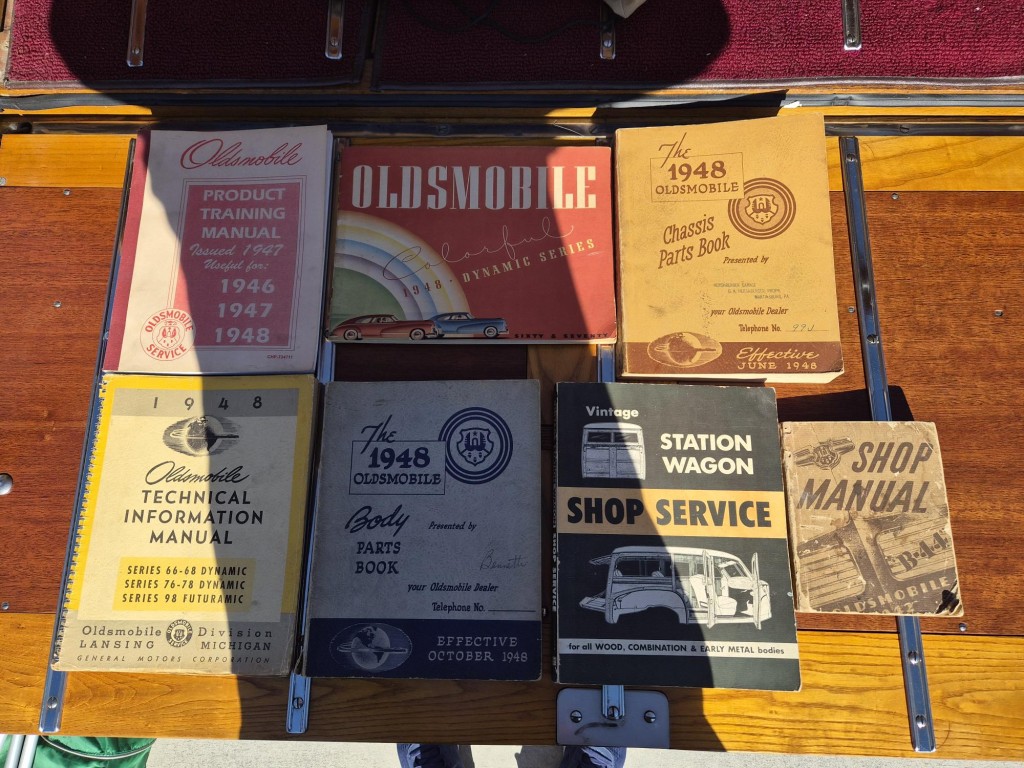 Oldsmobile
PRODUCT
TRAINING
MANUAL
Issued 1947
Useful for:
1946
1947
1948
OLDSMOBILE
SERVICE
OLDSMOBILE
Colorful
1948 · DYNAMIC SERIES
SIXTY & SEVENTY
The
1948
OLDSMOBILE
Chassis
Parts Book
Presented by
your Oldsmobile Dealer
Telephone No.
Effective
JUNE 1948
1948
Oldsmobile
TECHNICAL
INFORMATION
MANUAL
SERIES 66-68 DYNAMIC
SERIES 76-78 DYNAMIC
SERIES 98 FUTURAMIC
Oldsmobile Division
LANSING MICHIGAN
GENERAL MOTORS CORPORATION
The
1948
OLDSMOBILE
Body
PARTS
BOOK
Presented by
your Oldsmobile Dealer
Telephone No.
EFFECTIVE
OCTOBER 1948
SHOP SERVICE
Vintage
STATION
WAGON
SHOP SERVICE
for all WOOD, COMBINATION & EARLY METAL bodies
SHOP
MANUAL
B-44
OLDSMOBILE